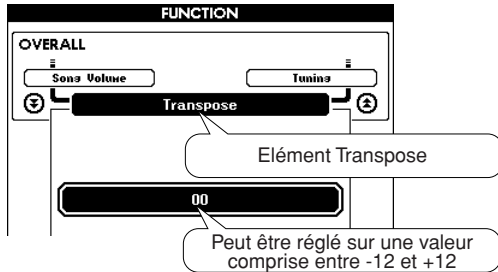 FUNCTION
OVERALL
Song Volume
Tuning
Transpose
Elément Transpose
00
Peut être réglé sur une valeur
comprise entre -12 et +12